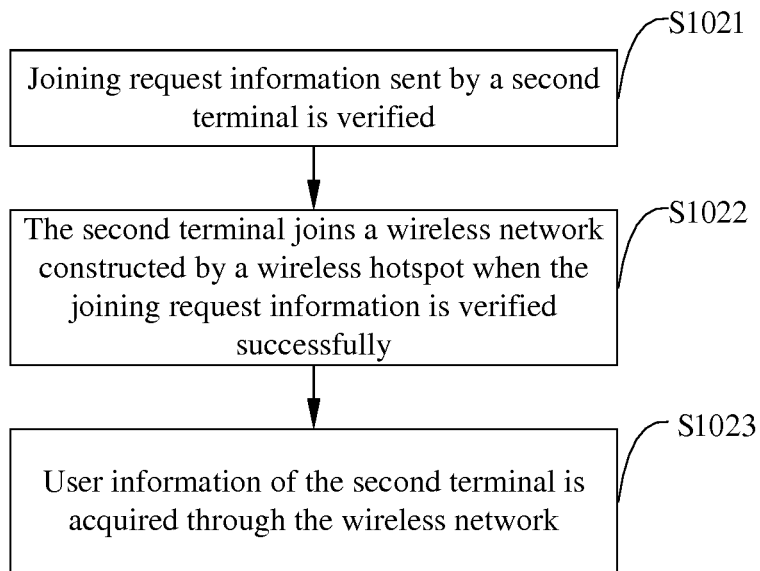 S1021
Joining request information sent by a second
terminal is verified
S1022
The second terminal joins a wireless network
constructed by a wireless hotspot when the
joining request information is verified
successfully
S1023
User information of the second terminal is
acquired through the wireless network